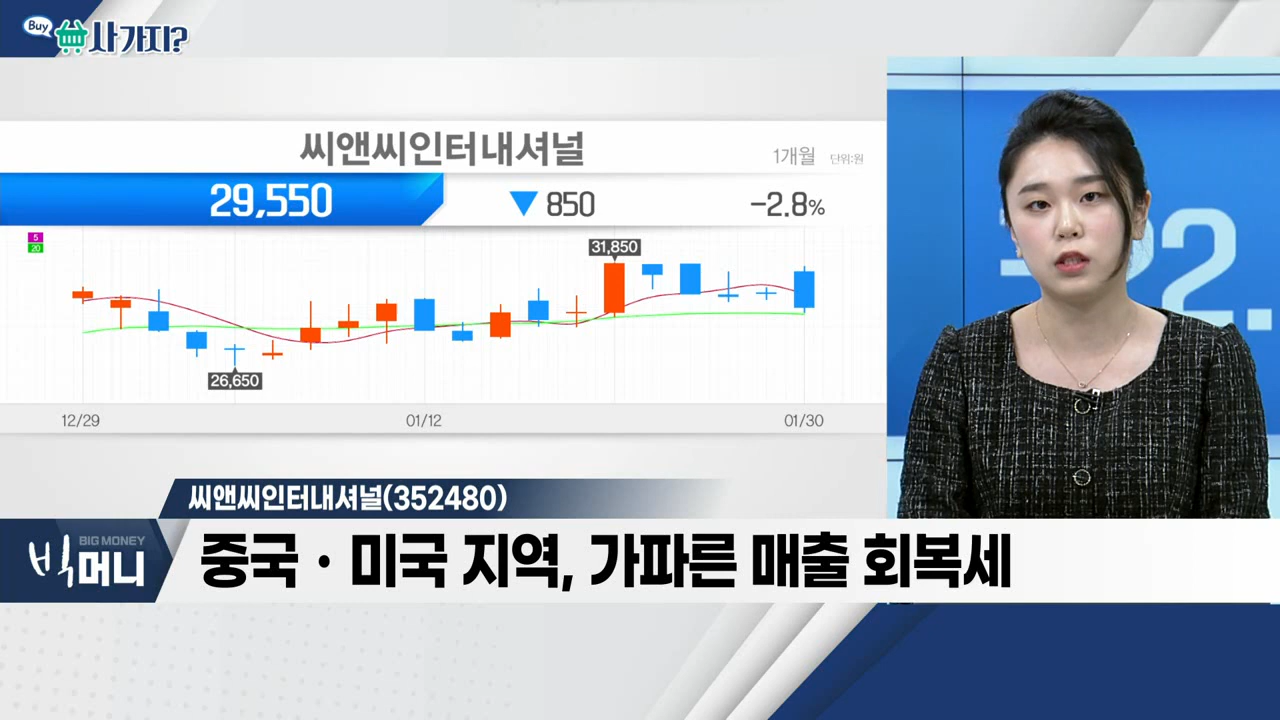 Buy
사가지?
씨앤씨인터내셔널
1개월 단위:원
29,550 ▼ 850 -2.8%
5
20
31,850
26,650
12/29 01/12 01/30
22.
씨앤씨인터내셔널(352480)
BIG MONEY
빅머니
중국·미국 지역, 가파른 매출 회복세